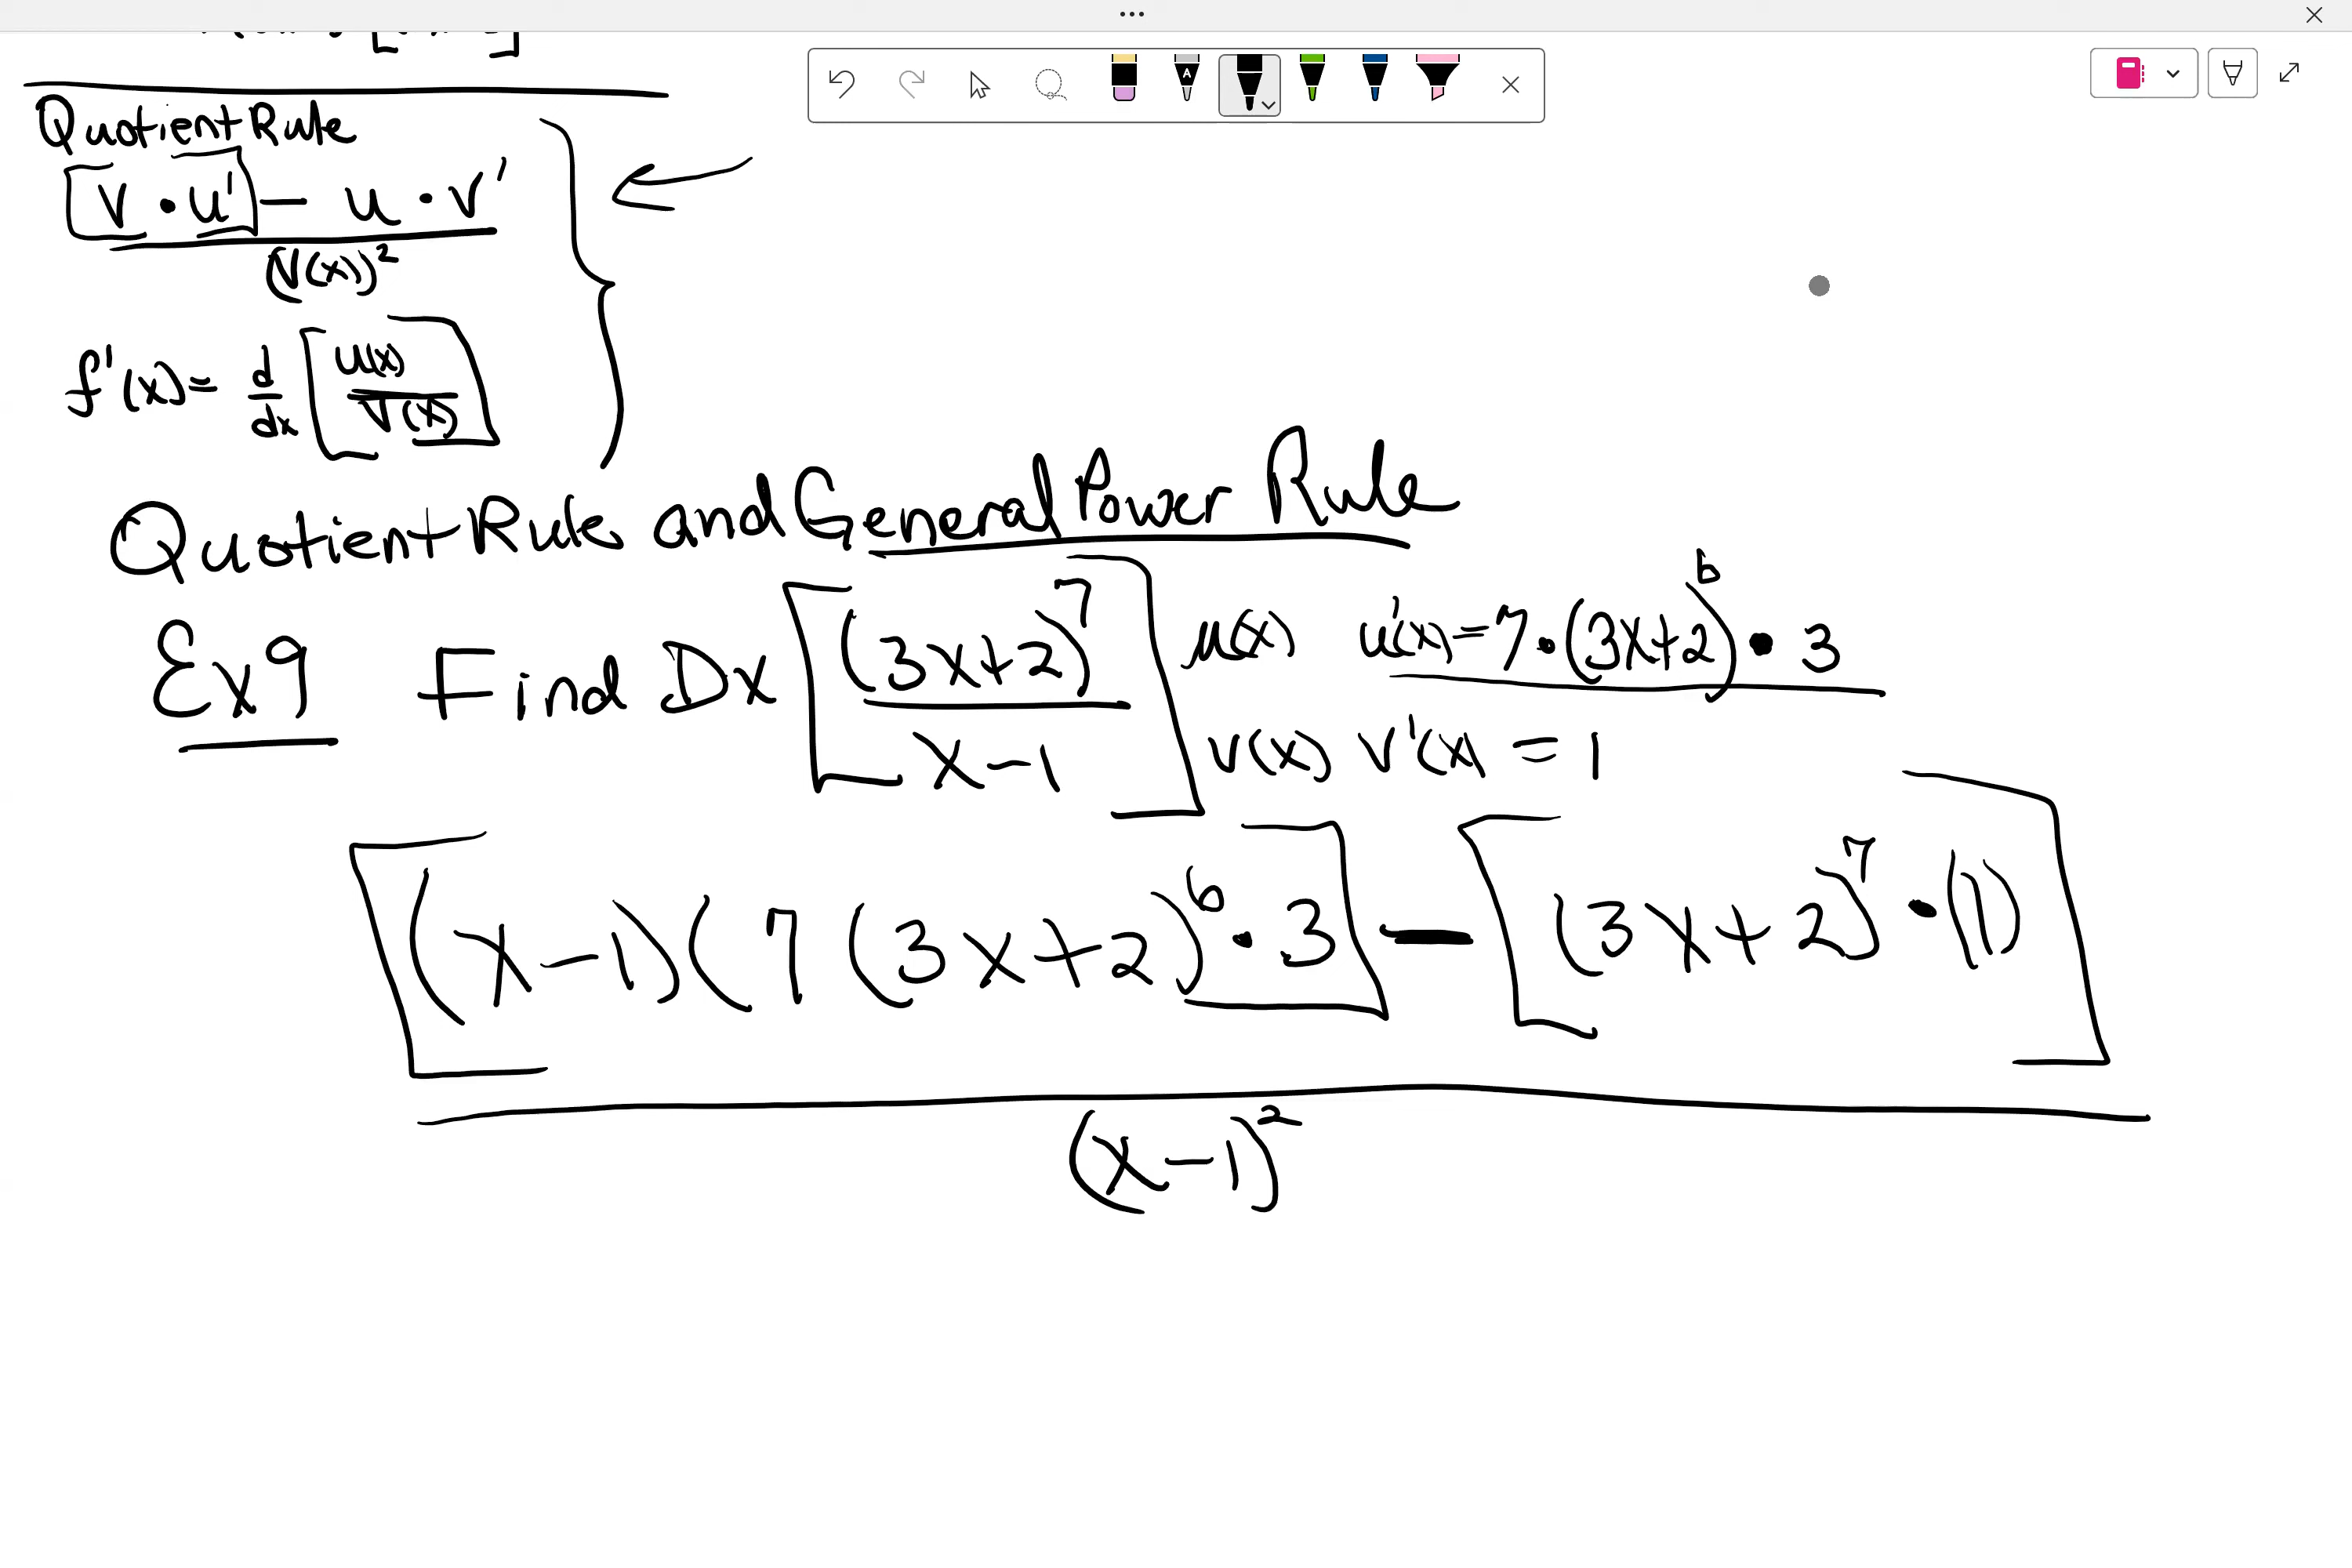 Quotient Rule
[v · u'] − u · v'
(v(x))²
f'(x) = d/dx [u(x)/v(x)]
Quotient Rule and General Power Rule
Ex 9 Find Dx [(3x+2)⁷/(x−1)] u(x) u'(x) = 7·(3x+2)⁶ · 3
v(x) v'(x) = 1
[(x−1)(7(3x+2)⁶·3] − [(3x+2)⁷ · (1)]
(x−1)²